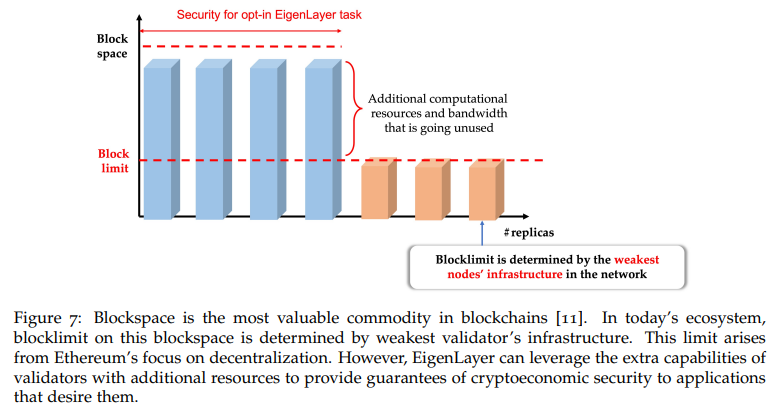 Security for opt-in EigenLayer task
Block
space
Additional computational
resources and bandwidth
that is going unused
Block
limit
#replicas
Blocklimit is determined by the weakest
nodes’ infrastructure in the network
Figure 7: Blockspace is the most valuable commodity in blockchains [11]. In today’s ecosystem,
blocklimit on this blockspace is determined by weakest validator’s infrastructure. This limit arises
from Ethereum’s focus on decentralization. However, EigenLayer can leverage the extra capabilities of
validators with additional resources to provide guarantees of cryptoeconomic security to applications
that desire them.